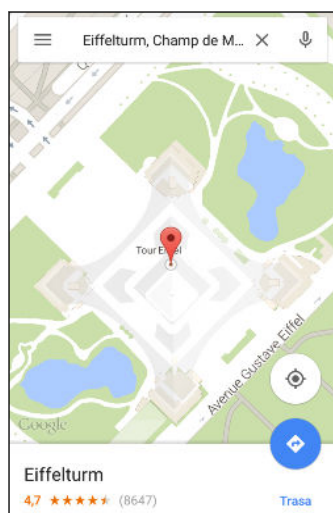 Eiffelturm, Champ de M...
Tour Eiffel
Avenue Gustave Eiffel
Google
Eiffelturm
4,7 (8647) Trasa